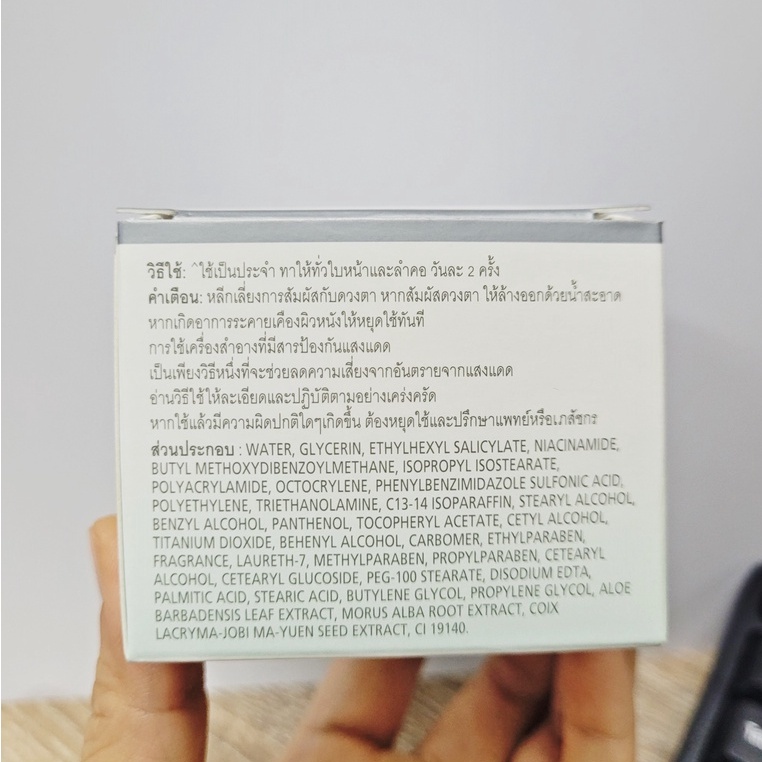 วิธีใช้: ใช้เป็นประจำ ทาให้ทั่วใบหน้าและลำคอ วันละ 2 ครั้ง
คำเตือน: หลีกเลี่ยงการสัมผัสกับดวงตา หากสัมผัสดวงตา ให้ล้างออกด้วยน้ำสะอาด
หากเกิดอาการระคายเคืองผิวหนังให้หยุดใช้ทันที
การใช้เครื่องสำอางที่มีสารป้องกันแสงแดด
เป็นเพียงวิธีหนึ่งที่จะช่วยลดความเสี่ยงจากอันตรายจากแสงแดด
อ่านวิธีใช้ให้ละเอียดและปฏิบัติตามอย่างเคร่งครัด
หากใช้แล้วมีความผิดปกติใดๆเกิดขึ้น ต้องหยุดใช้และปรึกษาแพทย์หรือเภสัชกร
ส่วนประกอบ : WATER, GLYCERIN, ETHYLHEXYL SALICYLATE, NIACINAMIDE,
BUTYL METHOXYDIBENZOYLMETHANE, ISOPROPYL ISOSTEARATE,
POLYACRYLAMIDE, OCTOCRYLENE, PHENYLBENZIMIDAZOLE SULFONIC ACID,
POLYETHYLENE, TRIETHANOLAMINE, C13-14 ISOPARAFFIN, STEARYL ALCOHOL,
BENZYL ALCOHOL, PANTHENOL, TOCOPHERYL ACETATE, CETYL ALCOHOL,
TITANIUM DIOXIDE, BEHENYL ALCOHOL, CARBOMER, ETHYLPARABEN,
FRAGRANCE, LAURETH-7, METHYLPARABEN, PROPYLPARABEN, CETEARYL
ALCOHOL, CETEARYL GLUCOSIDE, PEG-100 STEARATE, DISODIUM EDTA,
PALMITIC ACID, STEARIC ACID, BUTYLENE GLYCOL, PROPYLENE GLYCOL, ALOE
BARBADENSIS LEAF EXTRACT, MORUS ALBA ROOT EXTRACT, COIX
LACRYMA-JOBI MA-YUEN SEED EXTRACT, CI 19140.